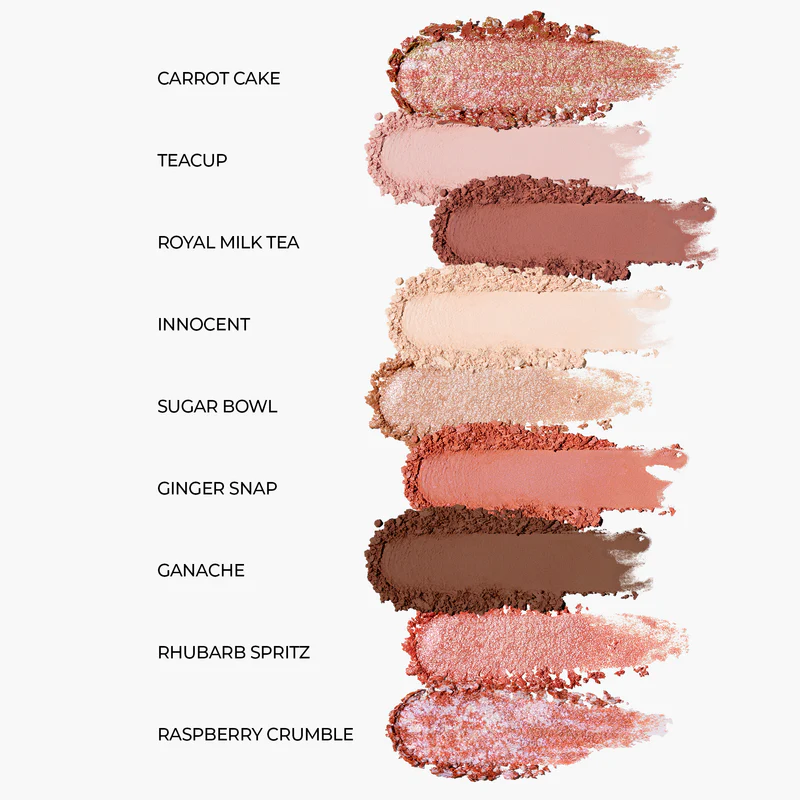 CARROT CAKE
TEACUP
ROYAL MILK TEA
INNOCENT
SUGAR BOWL
GINGER SNAP
GANACHE
RHUBARB SPRITZ
RASPBERRY CRUMBLE